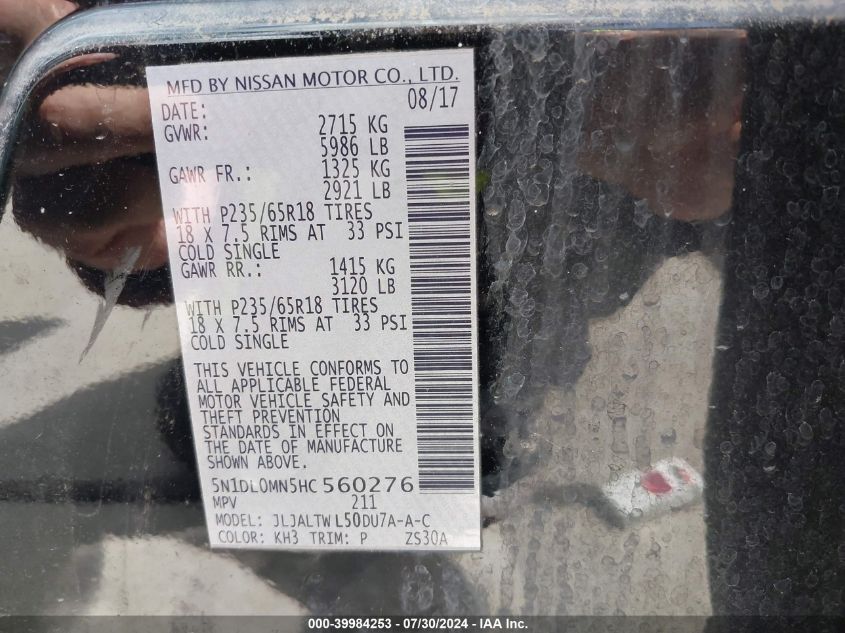 MFD BY NISSAN MOTOR CO., LTD.
DATE: 08/17
GVWR: 2715 KG
5986 LB
GAWR FR.: 1325 KG
2921 LB
WITH P235/65R18 TIRES
18 X 7.5 RIMS AT 33 PSI
COLD SINGLE
GAWR RR.: 1415 KG
3120 LB
WITH P235/65R18 TIRES
18 X 7.5 RIMS AT 33 PSI
COLD SINGLE
THIS VEHICLE CONFORMS TO
ALL APPLICABLE FEDERAL
MOTOR VEHICLE SAFETY AND
THEFT PREVENTION
STANDARDS IN EFFECT ON
THE DATE OF MANUFACTURE
SHOWN ABOVE.
5N1DL0MN5HC 560276
MPV 211
MODEL: JLJALTW L50DU7A-A-C
COLOR: KH3 TRIM: P ZS30A
000-39984253 - 07/30/2024 - IAA Inc.